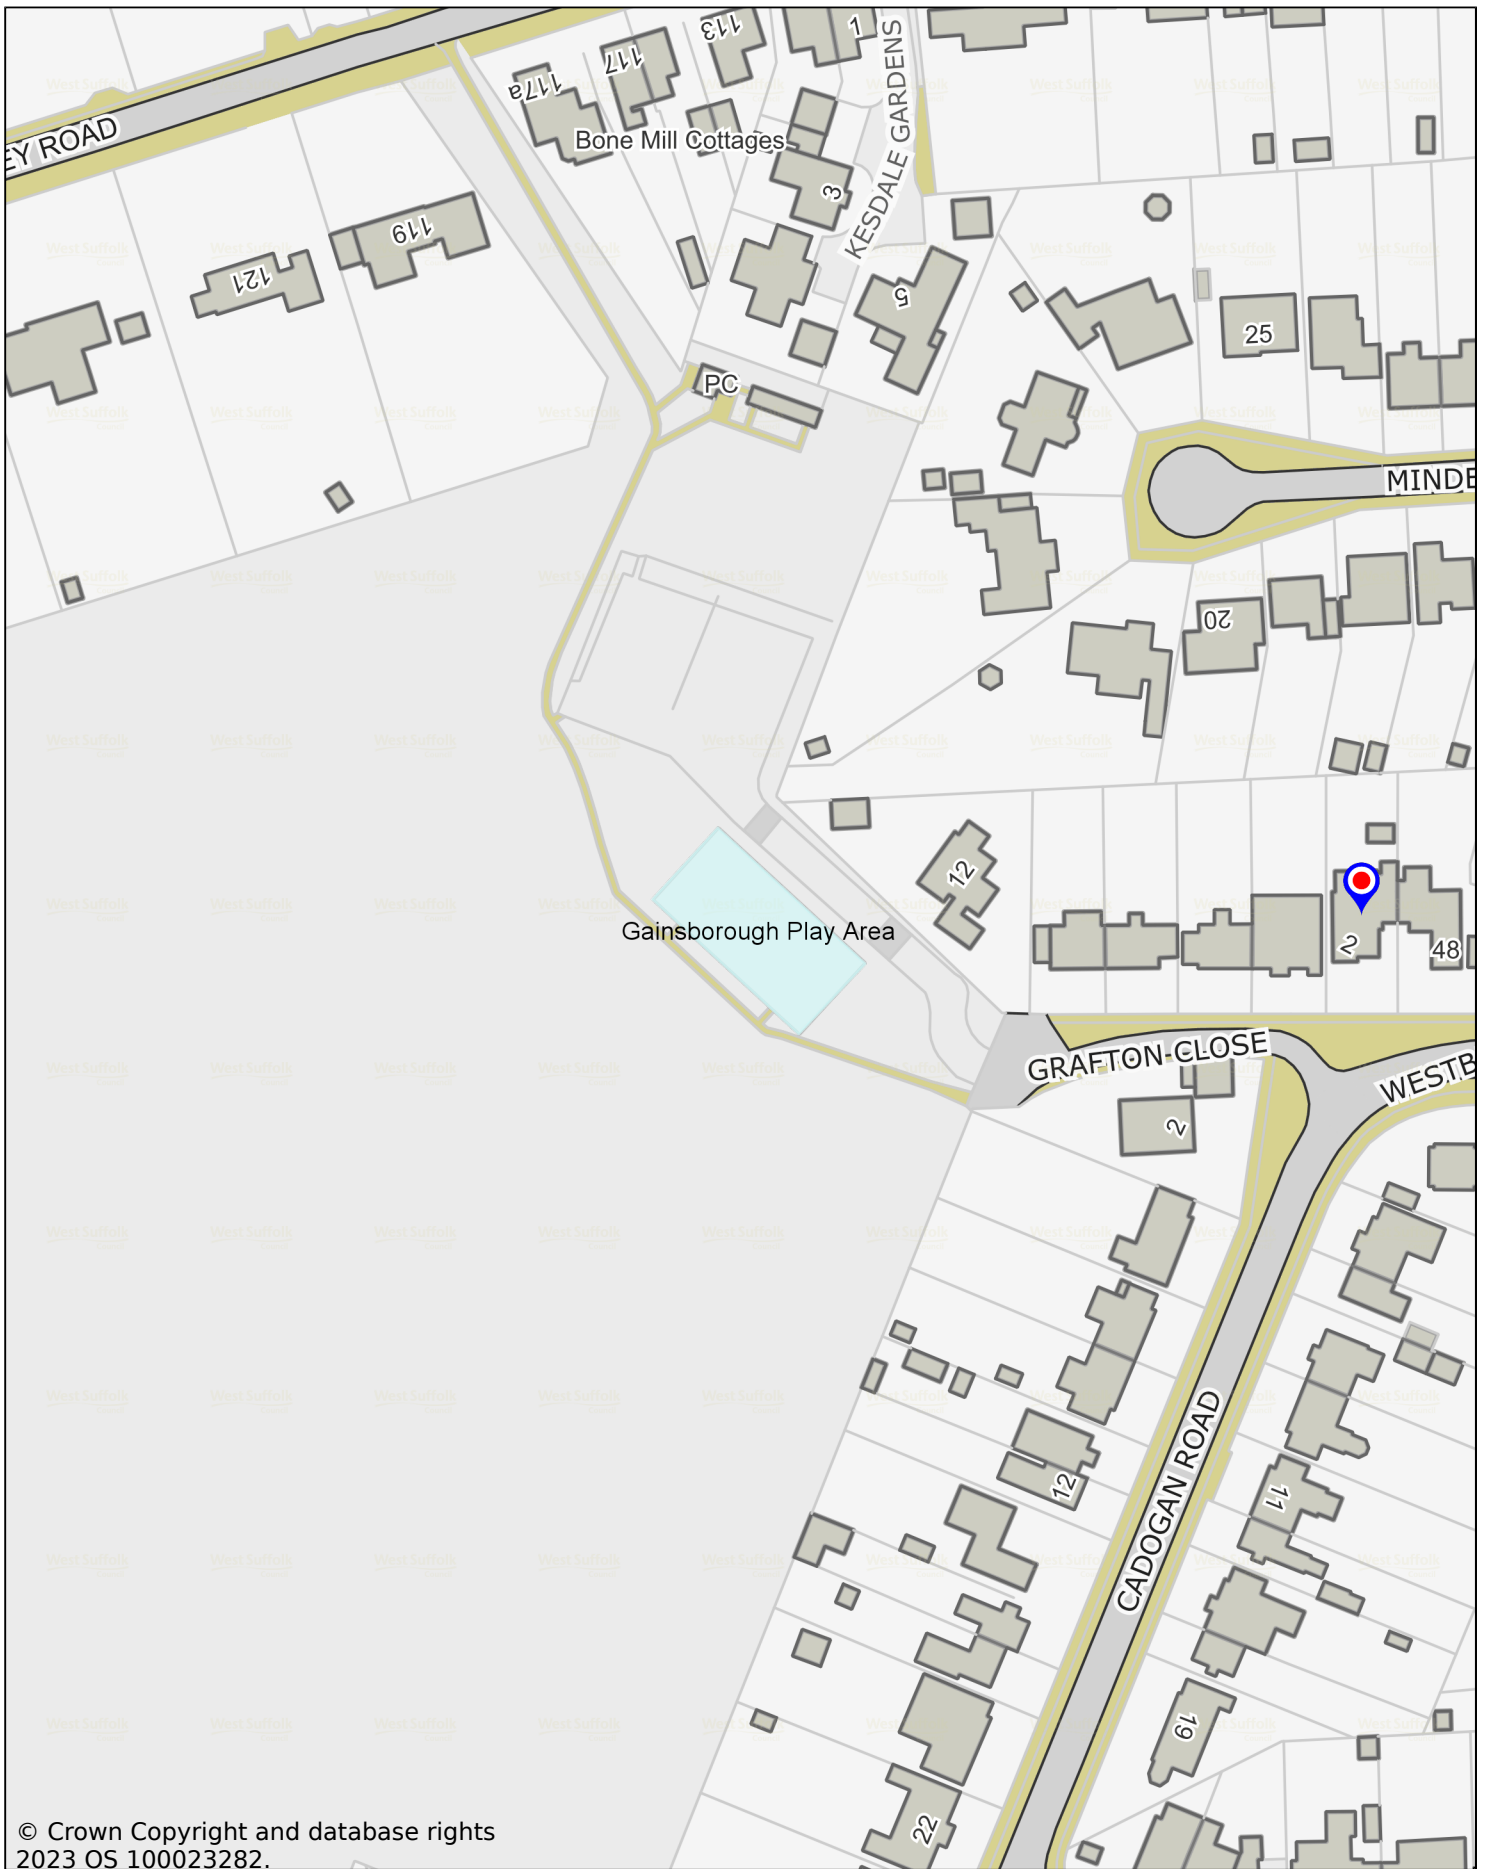 113
1
117
117a
KESDALE GARDENS
EY ROAD
Bone Mill Cottages
3
119
121
5
25
PC
MINDE
20
12
Gainsborough Play Area
2
48
GRAFTON CLOSE
WESTB
2
CADOGAN ROAD
12
11
19
22
© Crown Copyright and database rights
2023 OS 100023282.
West Suffolk